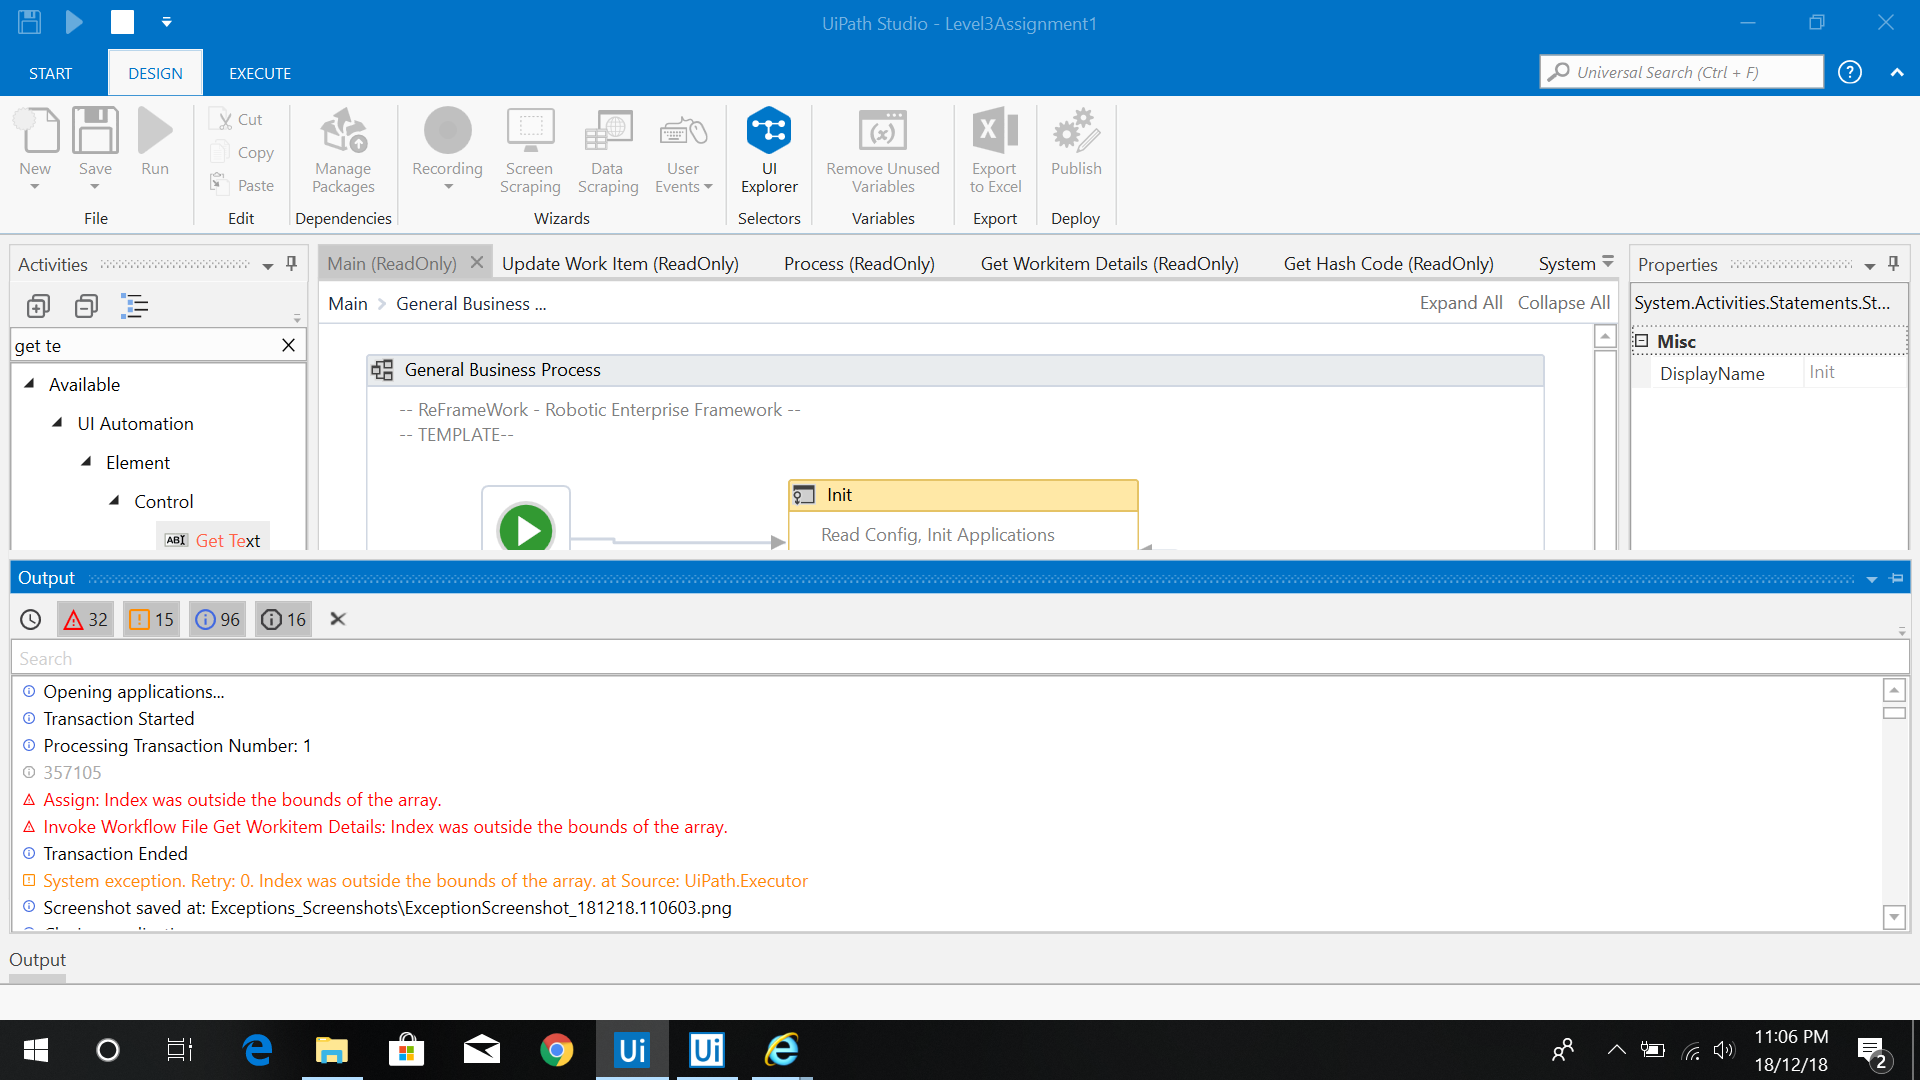 UiPath Studio - Level3Assignment1
START
DESIGN
EXECUTE
Universal Search (Ctrl + F)
New
Save
Run
File
Cut
Copy
Paste
Edit
Manage Packages
Dependencies
Recording
Screen Scraping
Data Scraping
User Events
Wizards
UI Explorer
Selectors
Remove Unused Variables
Variables
Export to Excel
Export
Publish
Deploy
Activities
get te
Available
UI Automation
Element
Control
Get Text
Main (ReadOnly)
Update Work Item (ReadOnly)
Process (ReadOnly)
Get Workitem Details (ReadOnly)
Get Hash Code (ReadOnly)
System
Main > General Business ...
Expand All
Collapse All
General Business Process
-- ReFrameWork - Robotic Enterprise Framework --
-- TEMPLATE--
Init
Read Config, Init Applications
Properties
System.Activities.Statements.St...
Misc
DisplayName
Init
Output
32
15
96
16
Search
Opening applications...
Transaction Started
Processing Transaction Number: 1
357105
Assign: Index was outside the bounds of the array.
Invoke Workflow File Get Workitem Details: Index was outside the bounds of the array.
Transaction Ended
System exception. Retry: 0. Index was outside the bounds of the array. at Source: UiPath.Executor
Screenshot saved at: Exceptions_Screenshots\ExceptionScreenshot_181218.110603.png
Output
Ui
Ui
11:06 PM
18/12/18
2